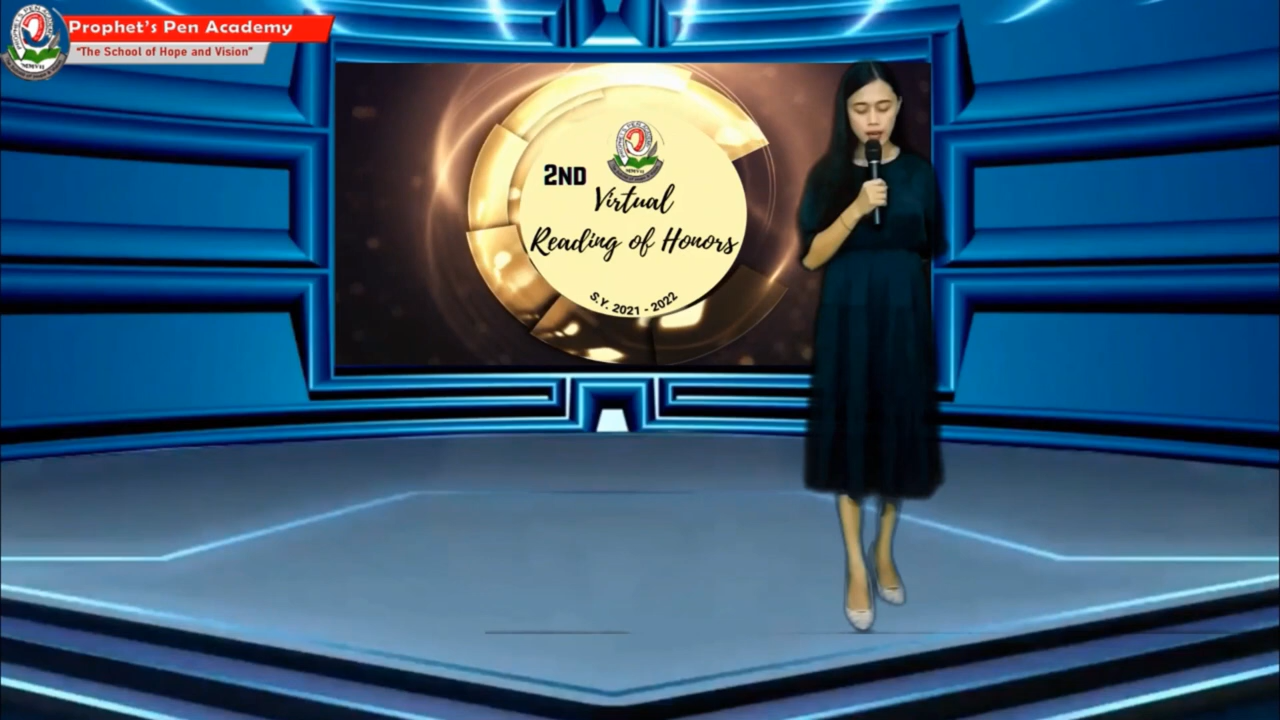 Prophet's Pen Academy
"The School of Hope and Vision"
2ND
Virtual
Reading of Honors
S.Y. 2021 - 2022